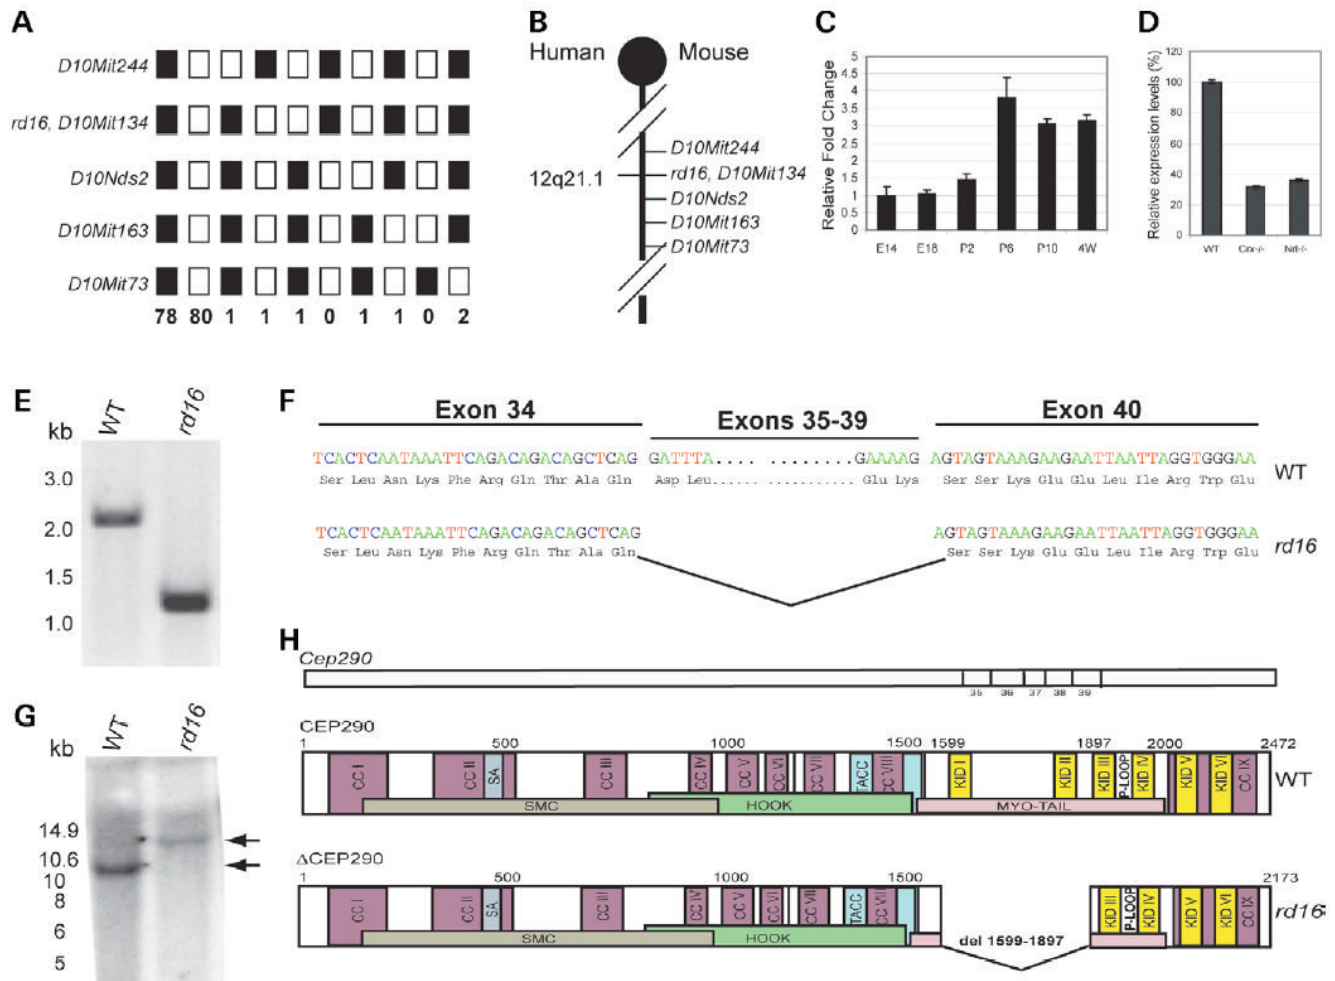 A
D10Mit244
rd16, D10Mit134
D10Nds2
D10Mit163
D10Mit73
78 80 1 1 1 0 1 1 0 2
B
Human Mouse
12q21.1
D10Mit244
rd16, D10Mit134
D10Nds2
D10Mit163
D10Mit73
C
Relative Fold Change
5
4.5
4
3.5
3
2.5
2
1.5
1
0.5
0
E14 E18 P2 P6 P10 4W
D
Relative expression levels (%)
120
100
80
60
40
20
0
WT Crx-/- Nrl-/-
E
WT rd16
kb
3.0
2.0
1.5
1.0
F
Exon 34 Exons 35-39 Exon 40
TCACTCAATAAATTCAGACAGACAGCTCAG GATTTA.... ..........GAAAAG AGTAGTAAAGAAGAATTAATTAGGTGGGAA
Ser Leu Asn Lys Phe Arg Gln Thr Ala Gln Asp Leu.................. Glu Lys Ser Ser Lys Glu Glu Leu Ile Arg Trp Glu
WT
TCACTCAATAAATTCAGACAGACAGCTCAG AGTAGTAAAGAAGAATTAATTAGGTGGGAA
Ser Leu Asn Lys Phe Arg Gln Thr Ala Gln Ser Ser Lys Glu Glu Leu Ile Arg Trp Glu
rd16
G
WT rd16
kb
14.9
10.6
10
8
6
5
H
Cep290
35 36 37 38 39
CEP290
1 500 1000 1500 1599 1897 2000 2472
CC I CC II SA CC III CC IV CC V CC VI CC VII TACC CC VIII KID I KID II KID III P-LOOP KID IV KID V KID VI CC IX
SMC HOOK MYO-TAIL
WT
ΔCEP290
1 500 1000 1500 2173
CC I CC II SA CC III CC IV CC V CC VI CC VII TACC CC VII KID III P-LOOP KID IV KID V KID VI CC IX
SMC HOOK
del 1599-1897
rd16